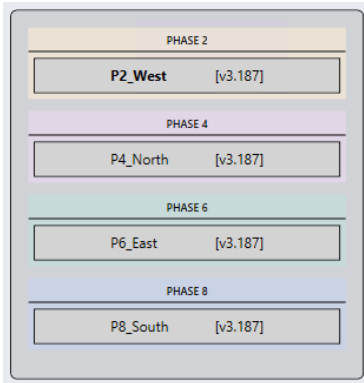 PHASE 2
P2_West [v3.187]
PHASE 4
P4_North [v3.187]
PHASE 6
P6_East [v3.187]
PHASE 8
P8_South [v3.187]